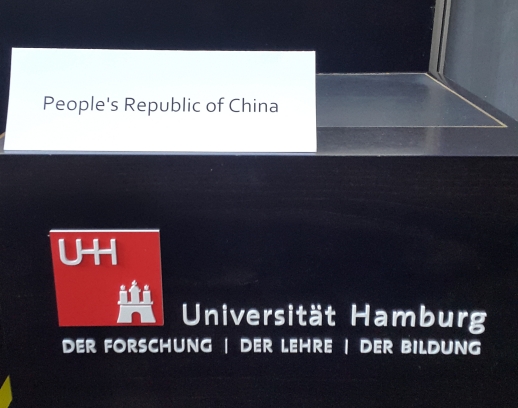 People's Republic of China
UHH
Universität Hamburg
DER FORSCHUNG | DER LEHRE | DER BILDUNG